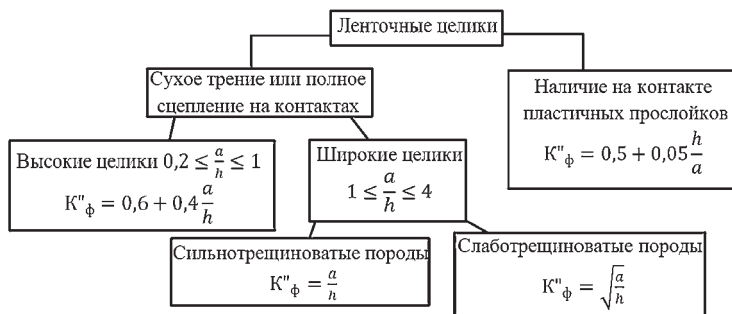 Ленточные целики
Сухое трение или полное
сцепление на контактах
Наличие на контакте
пластичных прослойков
К"ф = 0,5 + 0,05 h/a
Высокие целики 0,2 ≤ a/h ≤ 1
К"ф = 0,6 + 0,4 a/h
Широкие целики
1 ≤ a/h ≤ 4
Сильнотрещиноватые породы
К"ф = a/h
Слаботрещиноватые породы
К"ф = √(a/h)